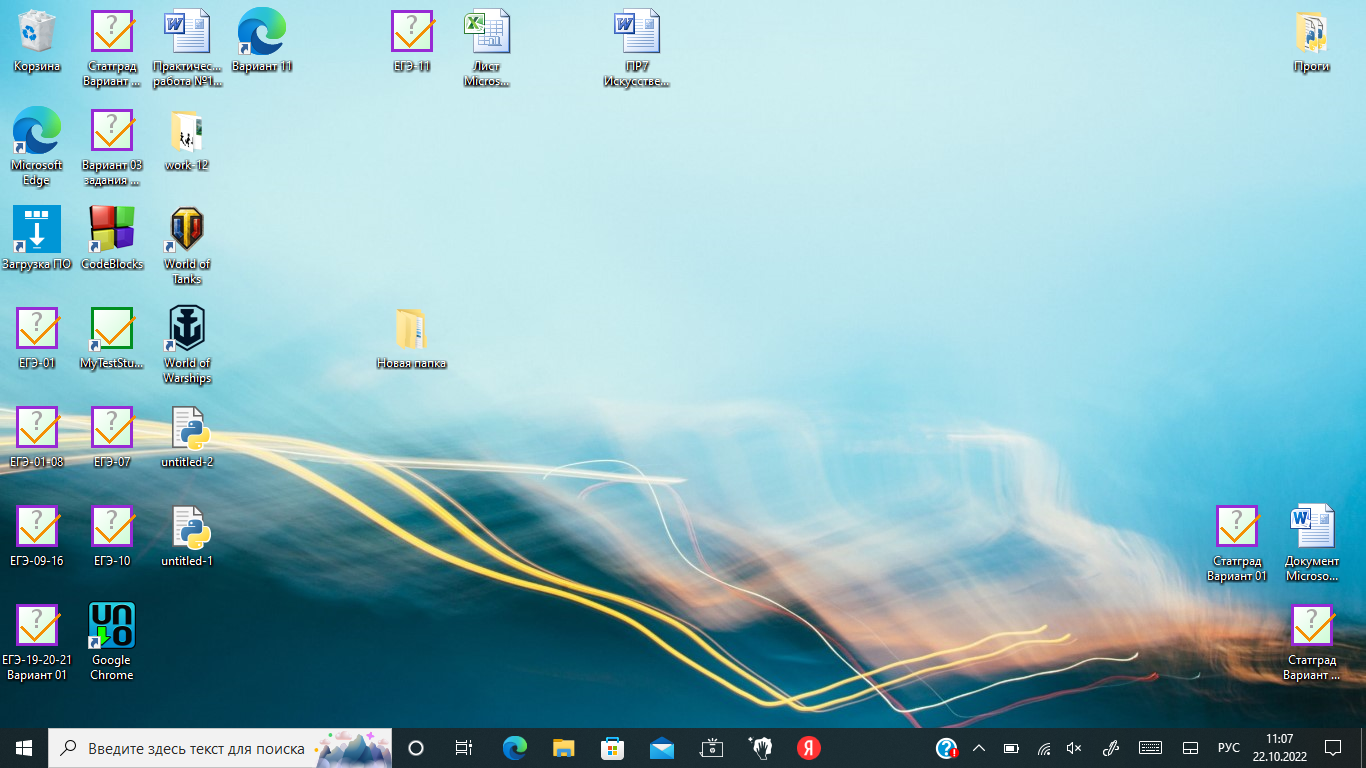 Корзина
Статград
Вариант ...
Практичес...
работа №1...
Вариант 11
ЕГЭ-11
Лист
Micros...
ПР7
Искусстве...
Проги
Microsoft
Edge
Вариант 03
задания ...
work-12
Загрузка ПО
CodeBlocks
World of
Tanks
ЕГЭ-01
MyTestStu...
World of
Warships
Новая папка
ЕГЭ-01-08
ЕГЭ-07
untitled-2
ЕГЭ-09-16
ЕГЭ-10
untitled-1
Статград
Вариант 01
Документ
Microso...
ЕГЭ-19-20-21
Вариант 01
UNO
Google
Chrome
Статград
Вариант ...
Введите здесь текст для поиска
Я
РУС
11:07
22.10.2022